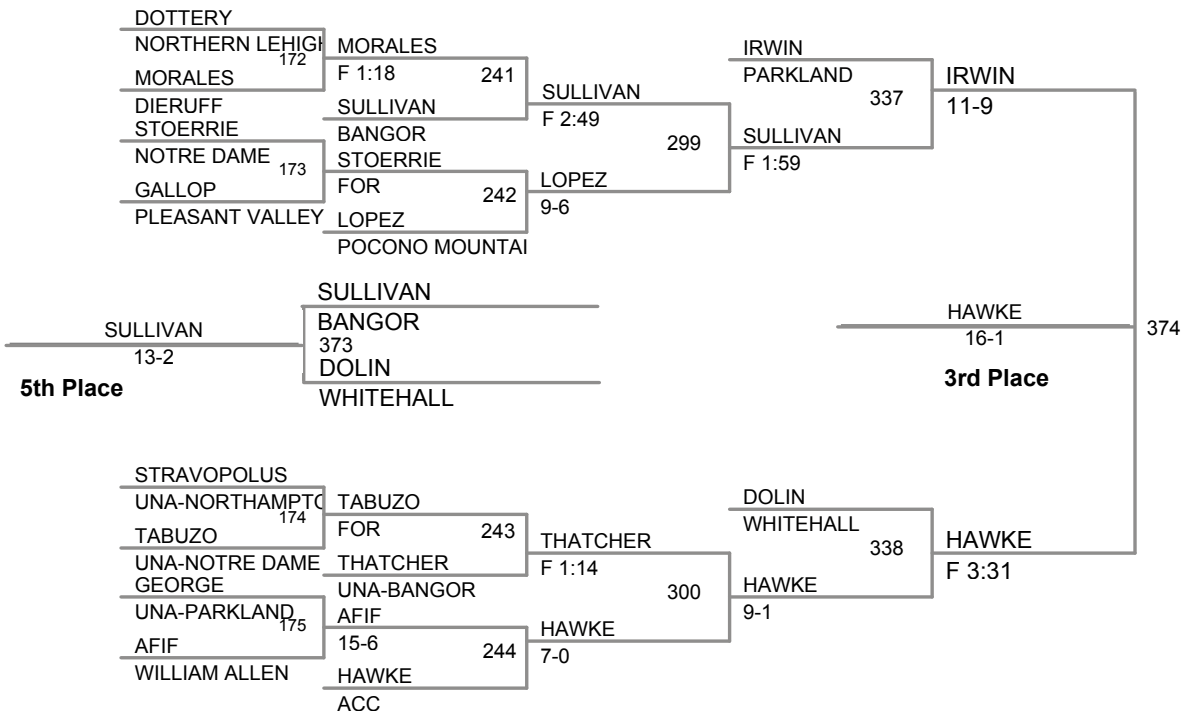 DOTTERY
NORTHERN LEHIGH
172
MORALES
DIERUFF
STOERRIE
NOTRE DAME
173
GALLOP
PLEASANT VALLEY
MORALES
F 1:18
241
SULLIVAN
BANGOR
STOERRIE
FOR
242
LOPEZ
POCONO MOUNTAI
SULLIVAN
F 2:49
299
LOPEZ
9-6
IRWIN
PARKLAND
337
SULLIVAN
F 1:59
IRWIN
11-9
SULLIVAN
13-2
5th Place
SULLIVAN
BANGOR
373
DOLIN
WHITEHALL
HAWKE
16-1
3rd Place
374
STRAVOPOLUS
UNA-NORTHAMPTO
174
TABUZO
UNA-NOTRE DAME
GEORGE
UNA-PARKLAND
175
AFIF
WILLIAM ALLEN
TABUZO
FOR
243
THATCHER
UNA-BANGOR
AFIF
15-6
244
HAWKE
ACC
THATCHER
F 1:14
300
HAWKE
7-0
DOLIN
WHITEHALL
338
HAWKE
9-1
HAWKE
F 3:31